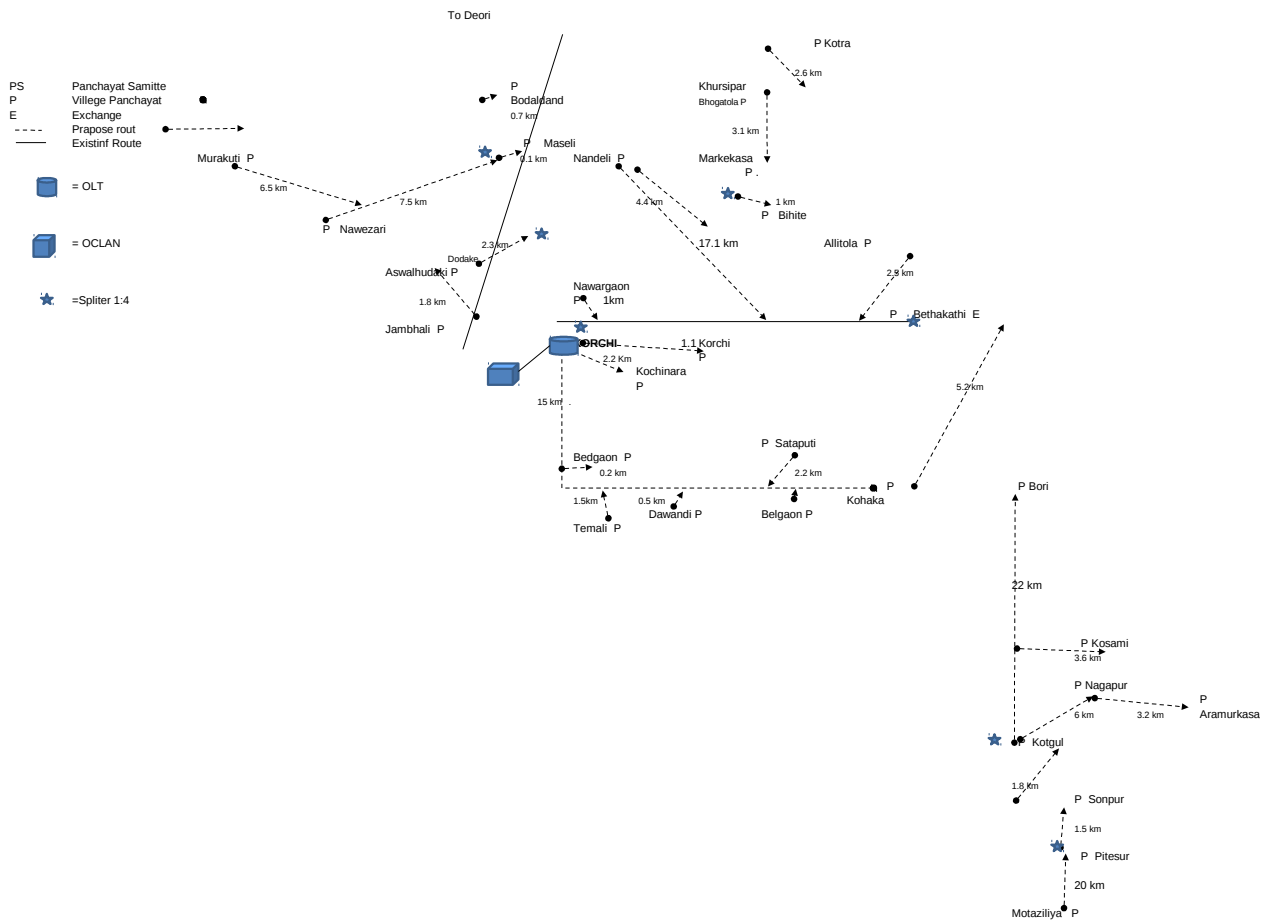 To Deori
P Kotra
2.6 km
PS Panchayat Samitte
P Villege Panchayat
E Exchange
Prapose rout
Existinf Route
= OLT
= OCLAN
=Spliter 1:4
P
Bodaldand
0.7 km
Khursipar
Bhogatola P
3.1 km
Markekasa
P .
P Maseli
0.1 km
Murakuti P
6.5 km
7.5 km
P Nawezari
Nandeli P
4.4 km
17.1 km
1 km
P Bihite
Allitola P
2.3 km
2.3 km
Dodake
Aswalhudaki P
1.8 km
Jambhali P
Nawargaon
P 1km
P Bethakathi E
KORCHI
1.1 Korchi
P
2.2 Km
Kochinara
P
15 km .
5.2 km
Bedgaon P
0.2 km
P Sataputi
2.2 km
P
Kohaka
1.5km
0.5 km
Temali P
Dawandi P
Belgaon P
P Bori
22 km
P Kosami
3.6 km
P Nagapur
6 km
3.2 km
P
Aramurkasa
P Kotgul
1.8 km
P Sonpur
1.5 km
P Pitesur
20 km
Motaziliya P